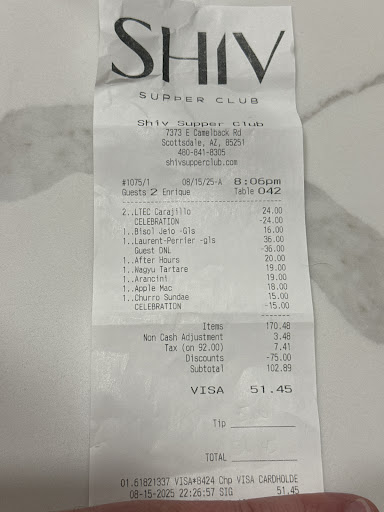 SHIV
SUPPER CLUB
Shiv Supper Club
7373 E Camelback Rd
Scottsdale, AZ, 85251
480-841-8305
shivsupperclub.com
#1075/1 08/15/25-A 8:06pm
Guests 2 Enrique Table 042
2..LTEC Carajillo 24.00
CELEBRATION -24.00
1..Bisol Jeio -Gls 16.00
1..Laurent-Perrier -gls 36.00
Guest DNL -36.00
1..After Hours 20.00
1..Wagyu Tartare 19.00
1..Arancini 19.00
1..Apple Mac 18.00
1..Churro Sundae 15.00
CELEBRATION -15.00
Items 170.48
Non Cash Adjustment 3.48
Tax (on 92.00) 7.41
Discounts -75.00
Subtotal 102.89
VISA 51.45
Tip
TOTAL
01.61821337 VISA*8424 Chp VISA CARDHOLDE
08-15-2025 22:26:57 SIG 51.45